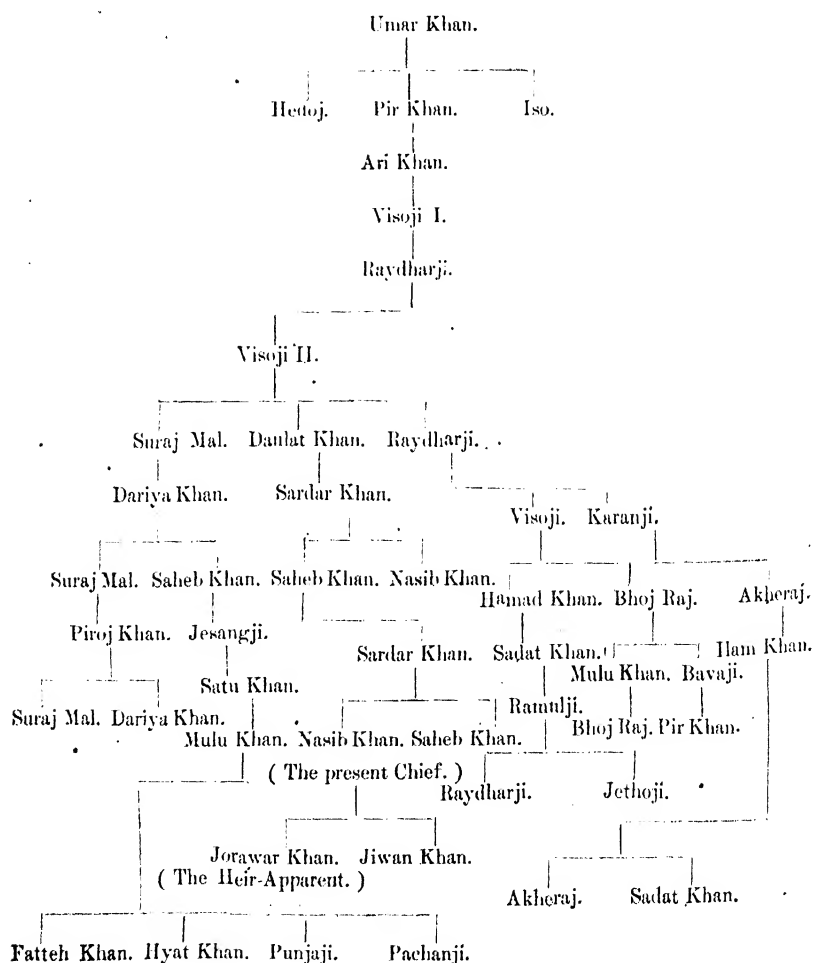 Umar Khan.
Hedoj. Pir Khan. Iso.
Ari Khan.
Visoji I.
Raydharji.
Visoji II.
Suraj Mal. Daulat Khan. Raydharji.
Dariya Khan. Sardar Khan.
Visoji. Karanji.
Suraj Mal. Saheb Khan. Saheb Khan. Nasib Khan.
Hamad Khan. Bhoj Raj. Akheraj.
Piroj Khan. Jesangji.
Sardar Khan. Sadat Khan. Ilam Khan.
Mulu Khan. Bavaji.
Satu Khan.
Ramulji.
Suraj Mal. Dariya Khan.
Bhoj Raj. Pir Khan.
Mulu Khan. Nasib Khan. Saheb Khan.
( The present Chief. )
Raydharji. Jethoji.
Jorawar Khan. Jiwan Khan.
( The Heir-Apparent. )
Akheraj. Sadat Khan.
Fatteh Khan. Hyat Khan. Punjaji. Pachanji.